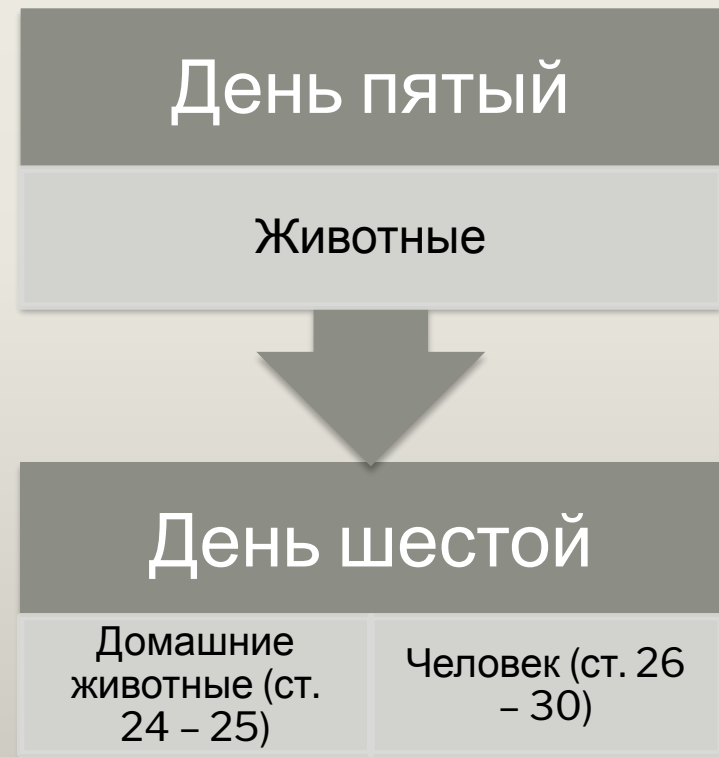 День пятый
Животные
День шестой
Домашние
животные (ст.
24 – 25)
Человек (ст. 26
– 30)